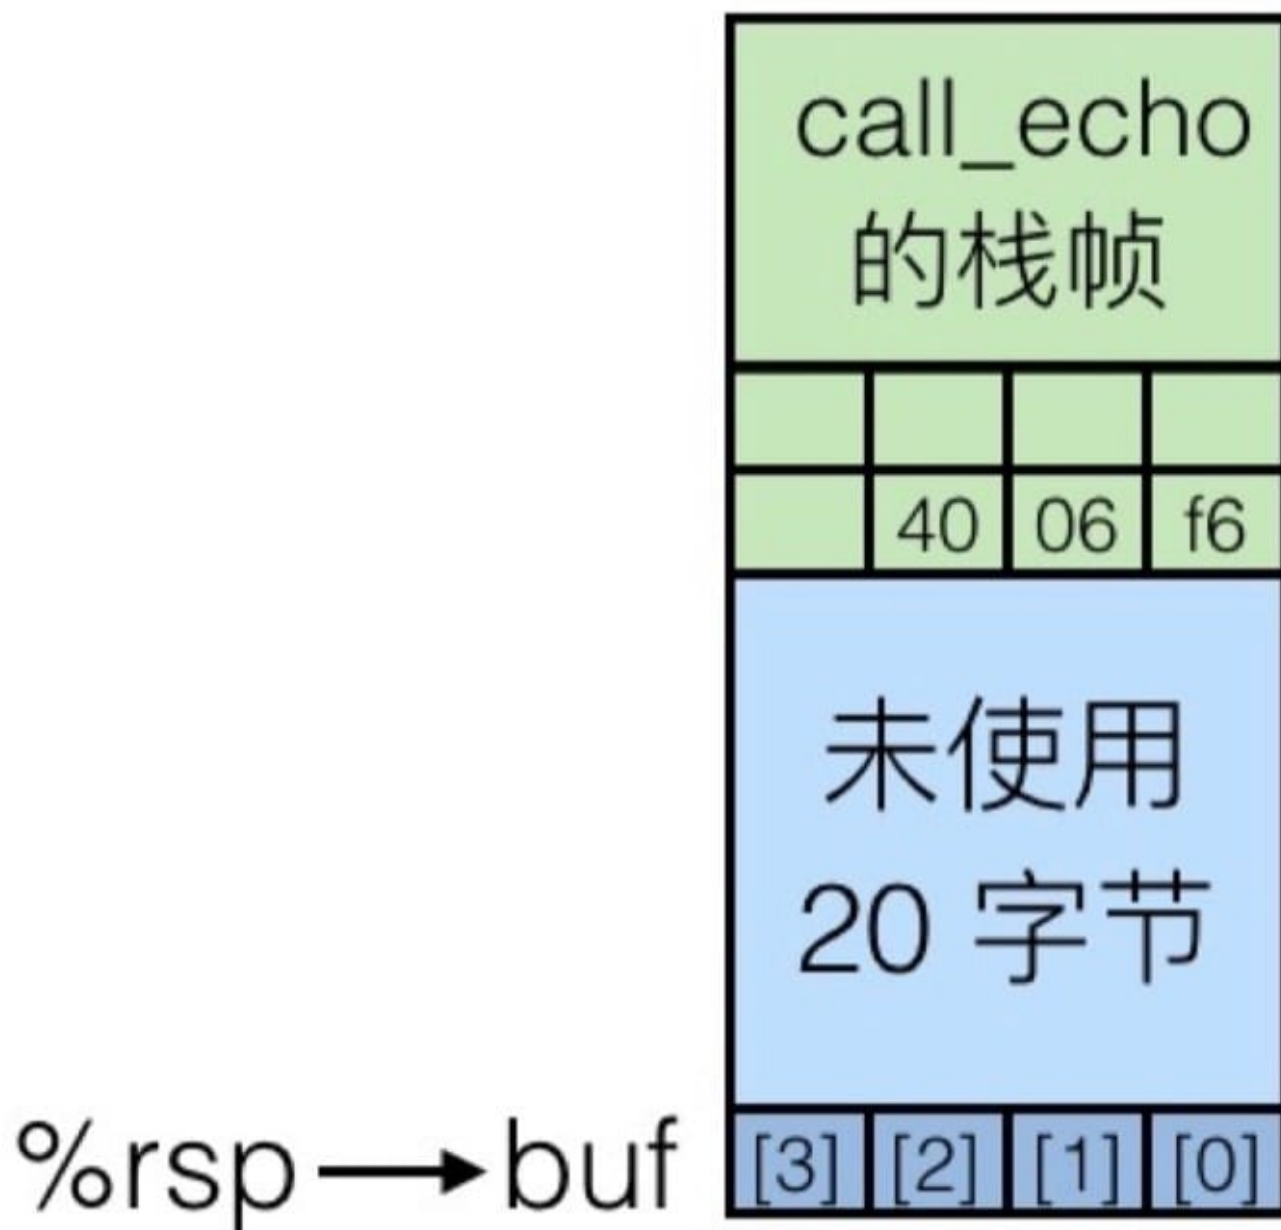 call_echo
的栈帧
40 06 f6
未使用
20 字节
%rsp → buf [3] [2] [1] [0]